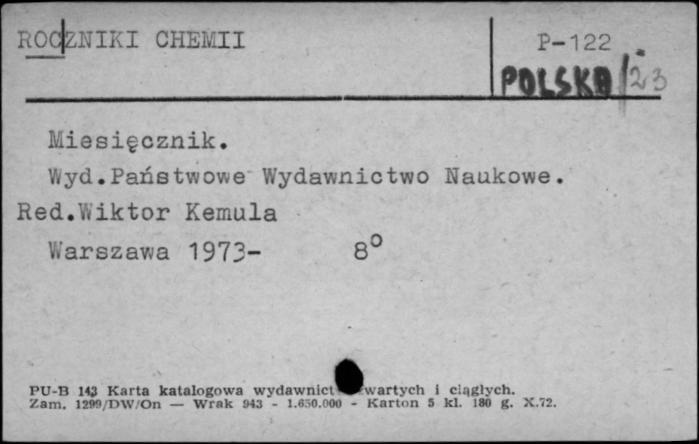 ROCZNIKI CHEMII
P-122
POLSKA/23
Miesięcznik.
Wyd.Państwowe Wydawnictwo Naukowe.
Red.Wiktor Kemula
Warszawa 1973- 8°
PU-B 143 Karta katalogowa wydawnict wartych i ciągłych.
Zam. 1299/DW/On — Wrak 943 - 1.650.000 - Karton 5 kl. 180 g. X.72.